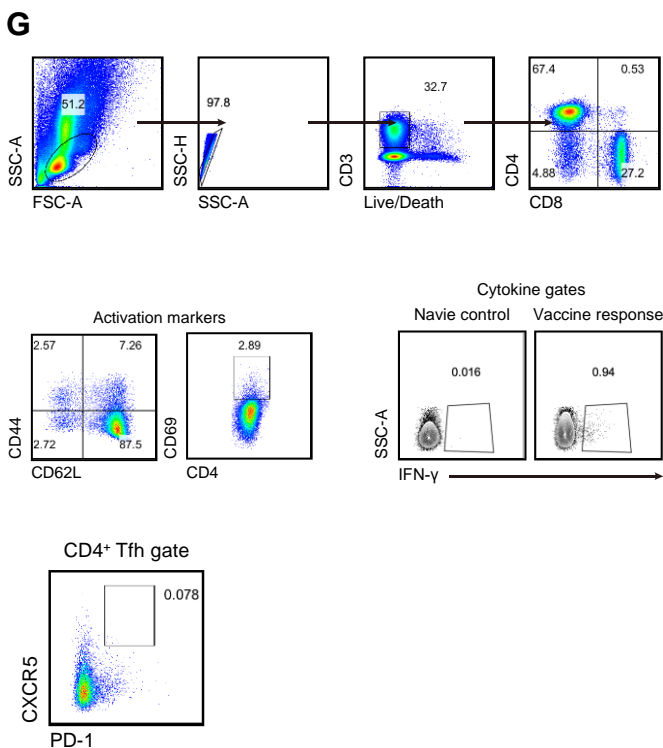 G
51.2
SSC-A
FSC-A
97.8
SSC-H
SSC-A
32.7
CD3
Live/Death
67.4 0.53
4.88 27.2
CD4
CD8
Activation markers
2.57 7.26
2.72 87.5
CD44
CD62L
2.89
CD69
CD4
Cytokine gates
Navie control Vaccine response
0.016 0.94
SSC-A
IFN-γ
CD4⁺ Tfh gate
0.078
CXCR5
PD-1